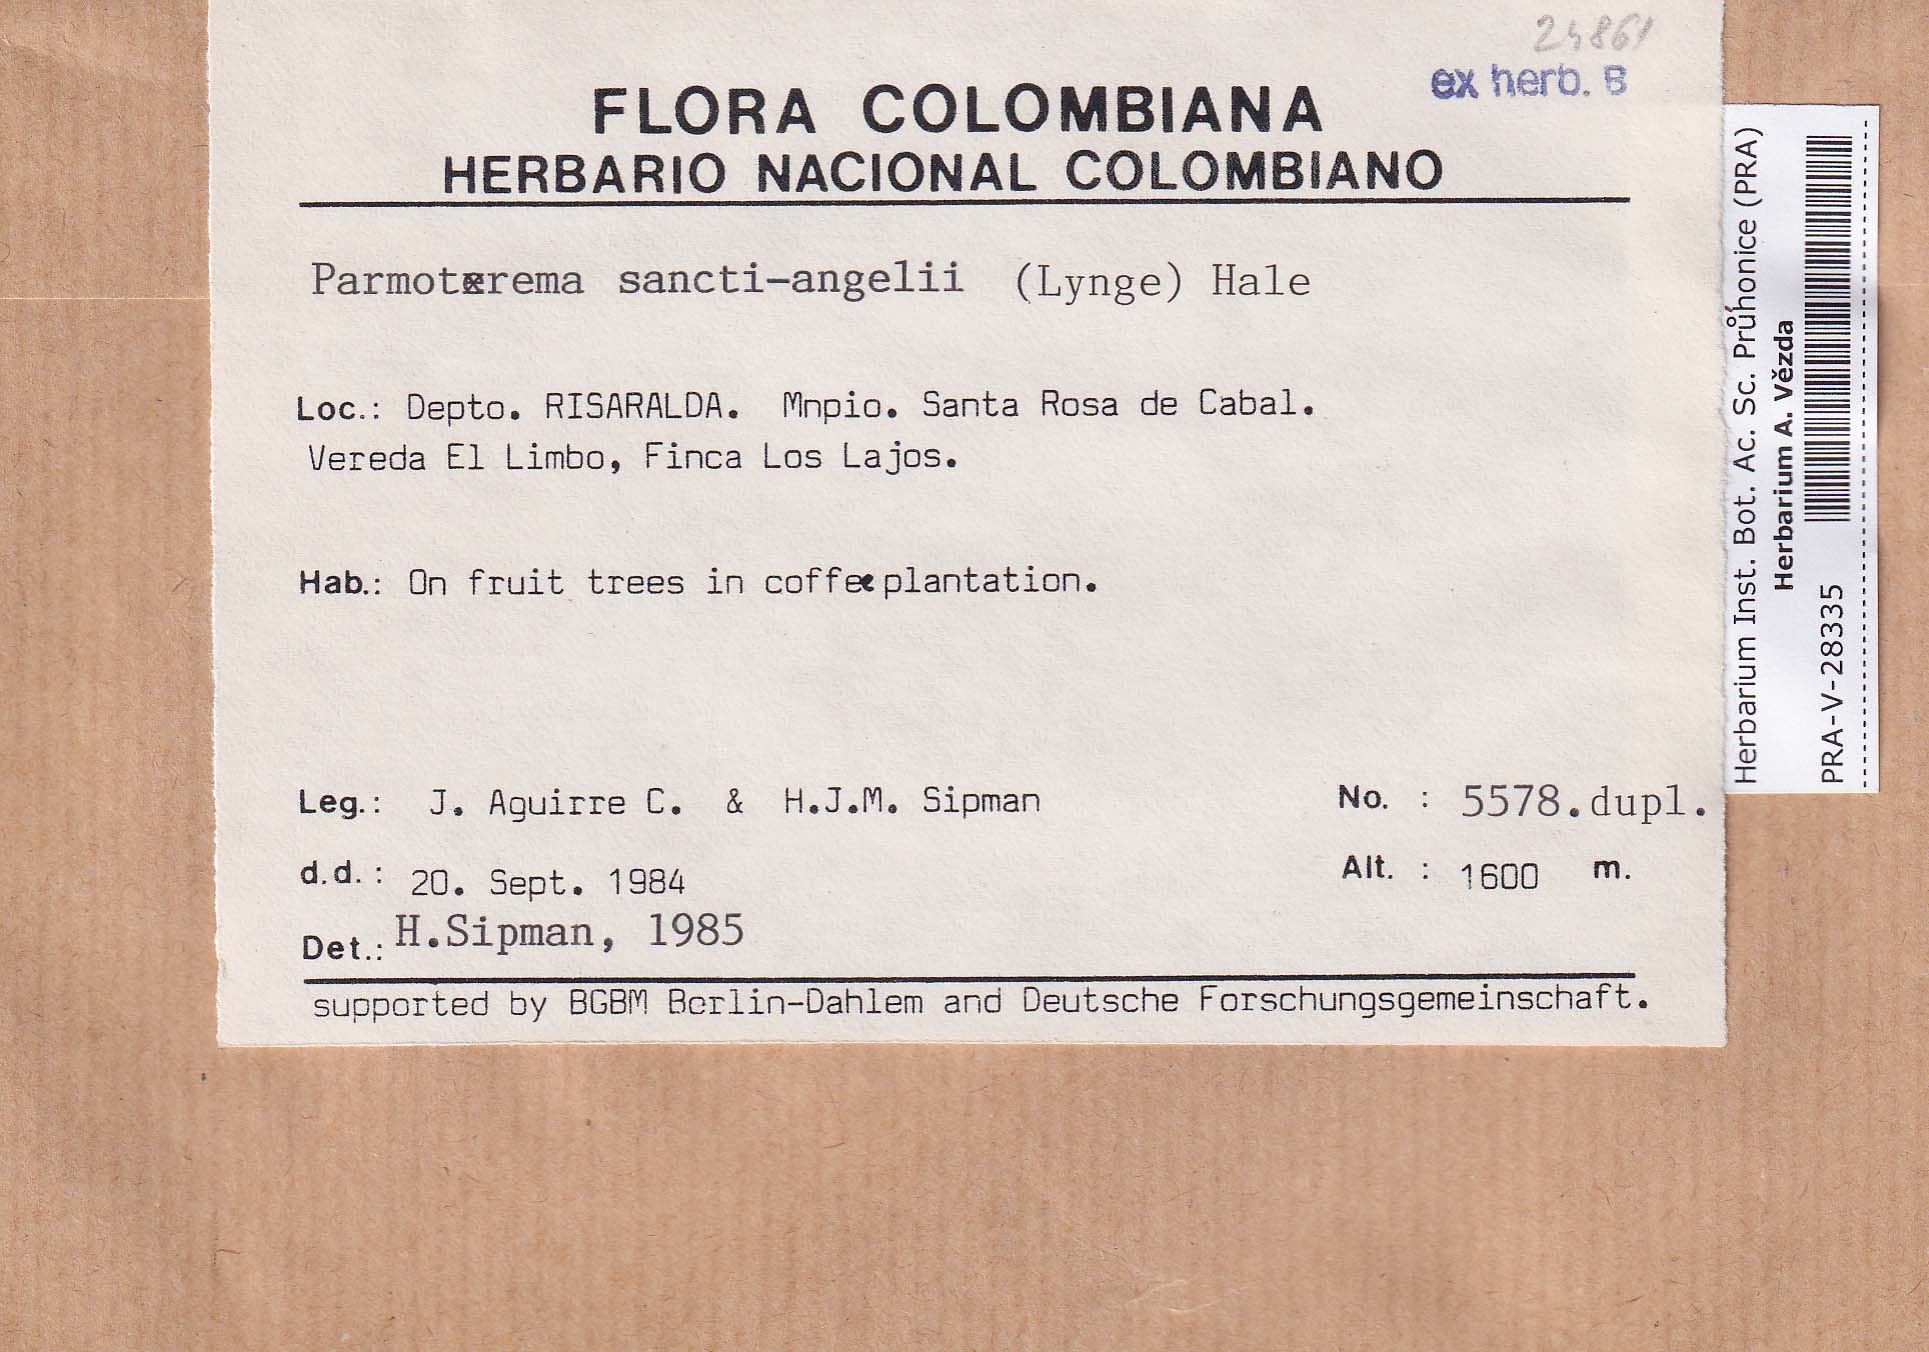 24861
ex herb. B
FLORA COLOMBIANA
HERBARIO NACIONAL COLOMBIANO
Parmotrema sancti-angelii (Lynge) Hale
Loc.: Depto. RISARALDA. Mnpio. Santa Rosa de Cabal.
Vereda El Limbo, Finca Los Lajos.
Hab.: On fruit trees in coffee plantation.
Leg.: J. Aguirre C. & H.J.M. Sipman No. : 5578.dupl.
d.d.: 20. Sept. 1984 Alt. : 1600 m.
Det.: H.Sipman, 1985
supported by BGBM Berlin-Dahlem and Deutsche Forschungsgemeinschaft.
Herbarium Inst. Bot. Ac. Sc. Průhonice (PRA)
Herbarium A. Vězda
PRA-V-28335